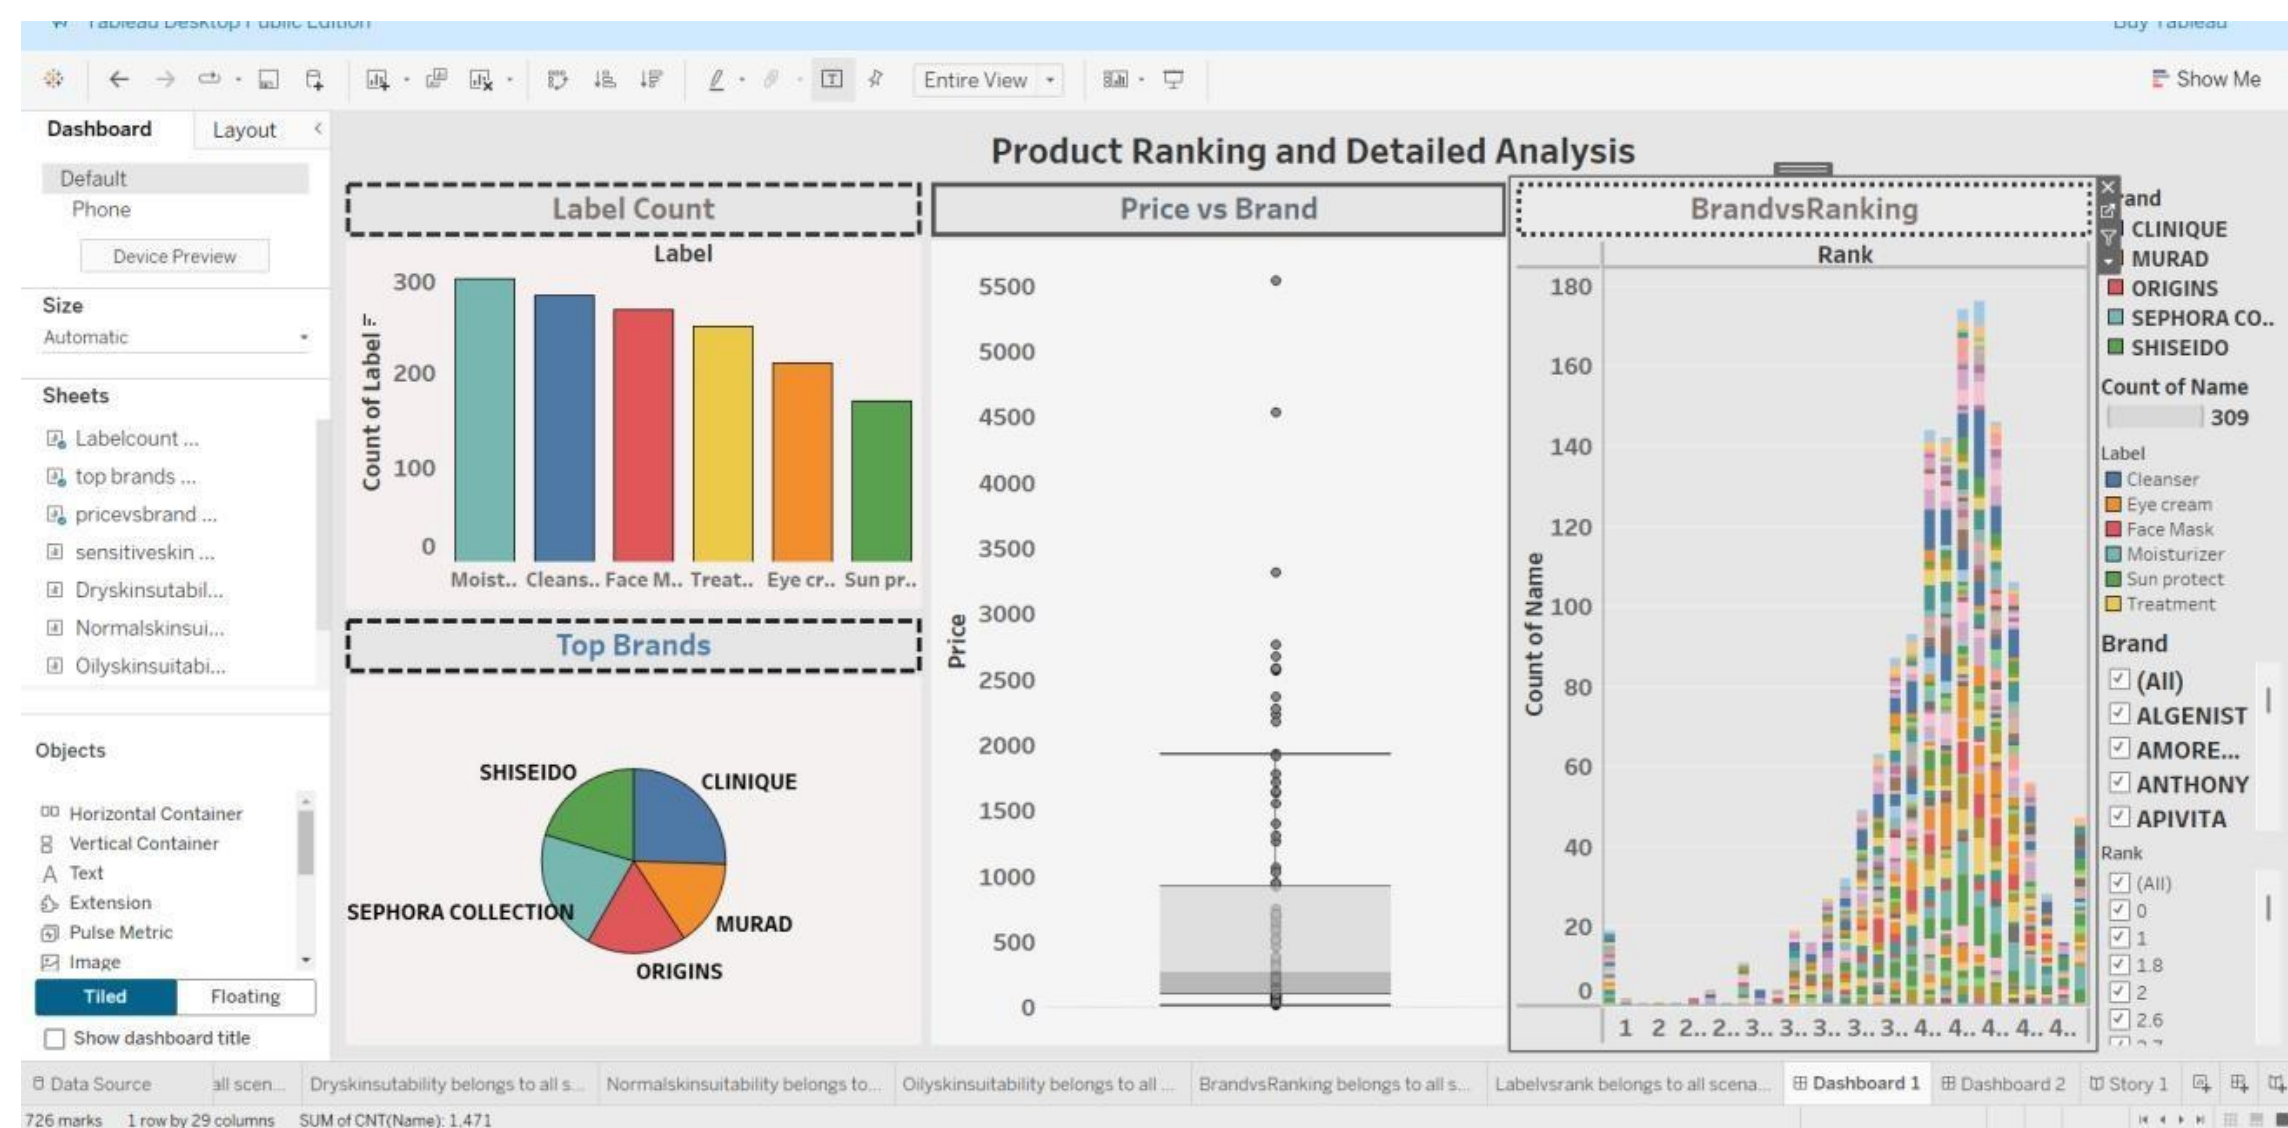 Tableau Desktop Public Edition
Buy Tableau
Entire View
Show Me
Dashboard
Layout
Default
Phone
Device Preview
Size
Automatic
Sheets
Labelcount ...
top brands ...
pricevsbrand ...
sensitiveskin ...
Dryskinsutabil...
Normalskinsui...
Oilyskinsuitabi...
Objects
Horizontal Container
Vertical Container
Text
Extension
Pulse Metric
Image
Tiled
Floating
Show dashboard title
Product Ranking and Detailed Analysis
Label Count
Label
Count of Label
300
200
100
0
Moist..
Cleans..
Face M..
Treat..
Eye cr..
Sun pr..
Top Brands
SHISEIDO
CLINIQUE
SEPHORA COLLECTION
MURAD
ORIGINS
Price vs Brand
Price
5500
5000
4500
4000
3500
3000
2500
2000
1500
1000
500
0
BrandvsRanking
Rank
Count of Name
180
160
140
120
100
80
60
40
20
0
1 2 2.. 2.. 3.. 3.. 3.. 3.. 3.. 4.. 4.. 4.. 4.. 4..
rand
CLINIQUE
MURAD
ORIGINS
SEPHORA CO..
SHISEIDO
Count of Name
309
Label
Cleanser
Eye cream
Face Mask
Moisturizer
Sun protect
Treatment
Brand
(All)
ALGENIST
AMORE...
ANTHONY
APIVITA
Rank
(All)
0
1
1.8
2
2.6
2.7
Data Source
all scen...
Dryskinsutability belongs to all s...
Normalskinsuitability belongs to...
Oilyskinsuitability belongs to all ...
BrandvsRanking belongs to all s...
Labelvsrank belongs to all scena...
Dashboard 1
Dashboard 2
Story 1
726 marks
1 row by 29 columns
SUM of CNT(Name): 1,471